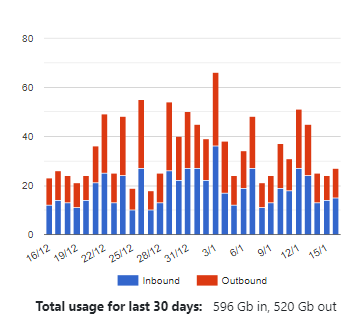 80
60
40
20
0
16/12 19/12 22/12 25/12 28/12 31/12 3/1 6/1 9/1 12/1 15/1
Inbound Outbound
Total usage for last 30 days: 596 Gb in, 520 Gb out